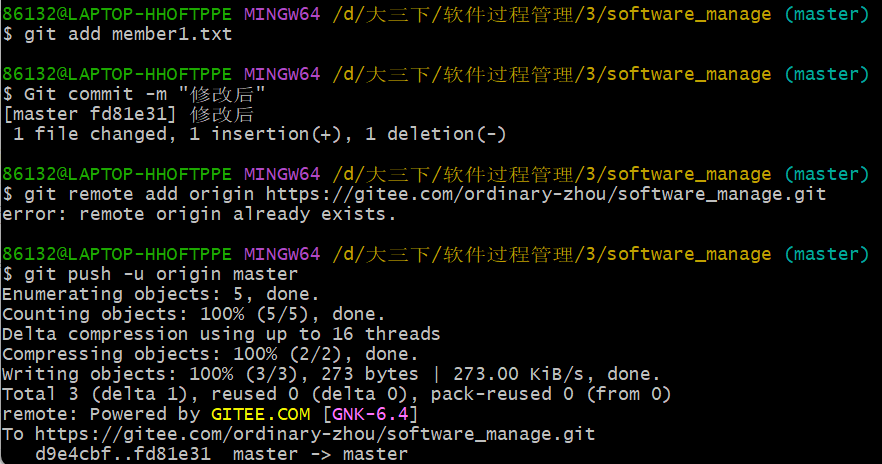 86132@LAPTOP-HHOFTPPE MINGW64 /d/大三下/软件过程管理/3/software_manage (master)
$ git add member1.txt
86132@LAPTOP-HHOFTPPE MINGW64 /d/大三下/软件过程管理/3/software_manage (master)
$ Git commit -m "修改后"
[master fd81e31] 修改后
 1 file changed, 1 insertion(+), 1 deletion(-)
86132@LAPTOP-HHOFTPPE MINGW64 /d/大三下/软件过程管理/3/software_manage (master)
$ git remote add origin https://gitee.com/ordinary-zhou/software_manage.git
error: remote origin already exists.
86132@LAPTOP-HHOFTPPE MINGW64 /d/大三下/软件过程管理/3/software_manage (master)
$ git push -u origin master
Enumerating objects: 5, done.
Counting objects: 100% (5/5), done.
Delta compression using up to 16 threads
Compressing objects: 100% (2/2), done.
Writing objects: 100% (3/3), 273 bytes | 273.00 KiB/s, done.
Total 3 (delta 1), reused 0 (delta 0), pack-reused 0 (from 0)
remote: Powered by GITEE.COM [GNK-6.4]
To https://gitee.com/ordinary-zhou/software_manage.git
   d9e4cbf..fd81e31  master -> master